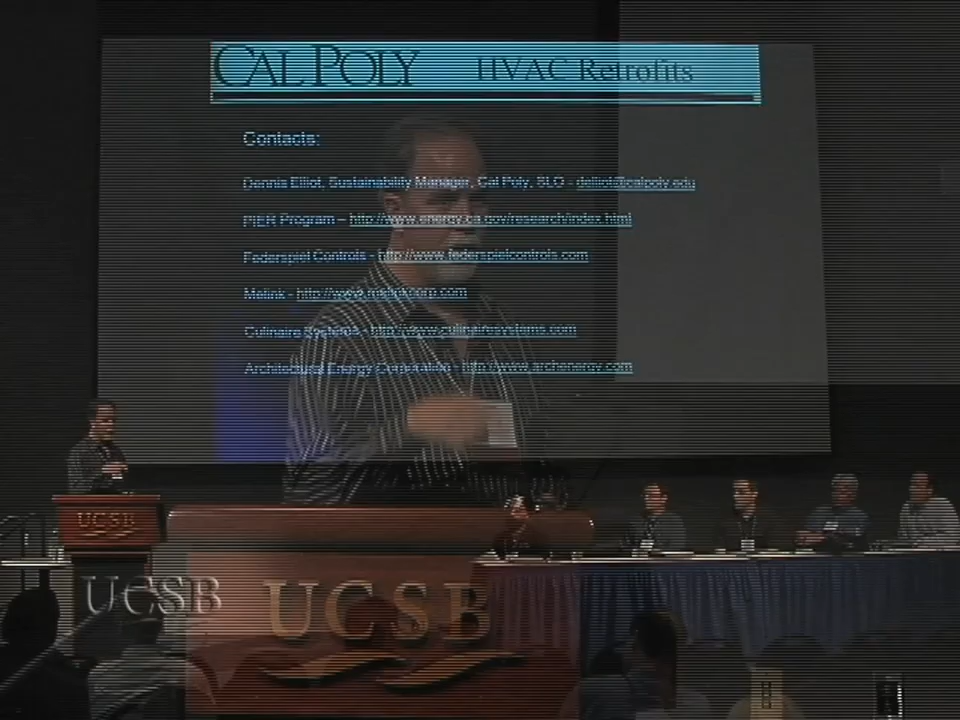 CAL POLY HVAC Retrofits
Contacts:
Dennis Elliot, Sustainability Manager, Cal Poly, SLO - delliot@calpoly.edu
PIER Program – http://www.energy.ca.gov/research/index.html
Federspiel Controls - http://www.federspielcontrols.com
Melink - http://www.melinkcorp.com
Culinaire Systems - http://www.culinairesystems.com
Architectural Energy Corporation - http://www.archenergy.com
UCSB
UCSB
UCSB